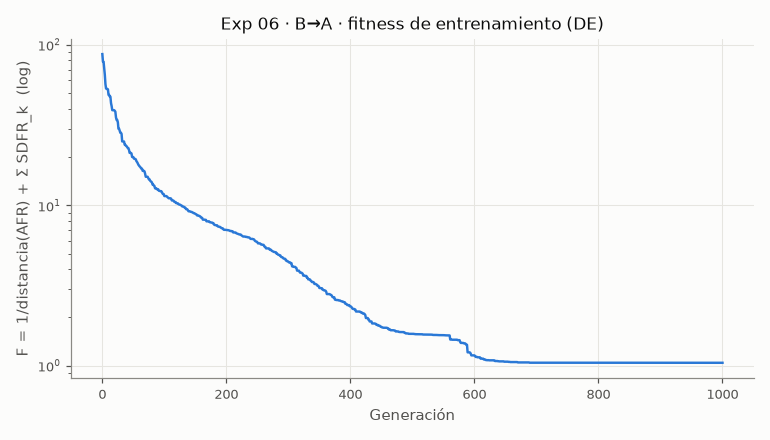 Exp 06 · B→A · fitness de entrenamiento (DE)
F = 1/distancia(AFR) + Σ SDFR_k (log)
10²
10¹
10⁰
0 200 400 600 800 1000
Generación